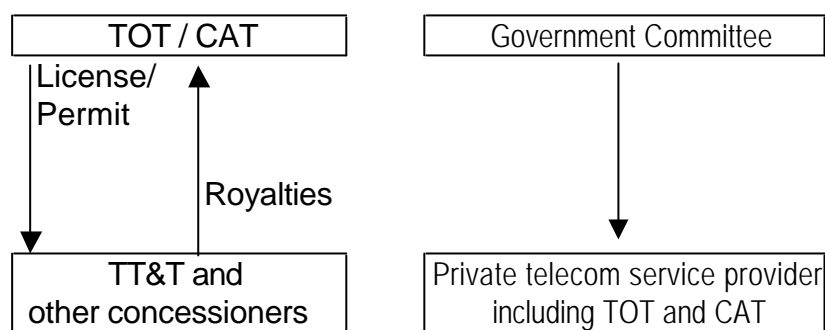 TOT / CAT
License/
Permit
Royalties
TT&T and
other concessioners
Government Committee
Private telecom service provider
including TOT and CAT